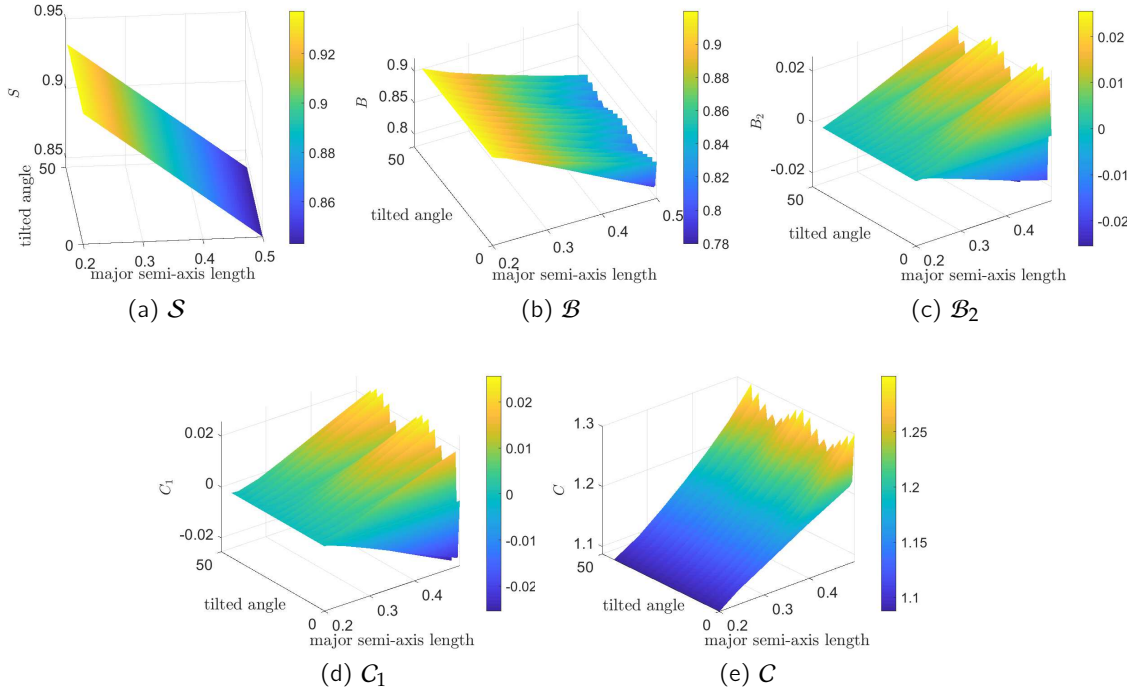 0.95
0.9
0.85
50
0
S
tilted angle
0.2 0.3 0.4 0.5
major semi-axis length
0.92
0.9
0.88
0.86
(a) 𝓢
0.9
0.85
0.8
50
0
B
tilted angle
0.2 0.3 0.4 0.5
major semi-axis length
0.9
0.88
0.86
0.84
0.82
0.8
0.78
(b) 𝓑
0.02
0
-0.02
50
0
B₂
tilted angle
0.2 0.3 0.4
major semi-axis length
0.02
0.01
0
-0.01
-0.02
(c) 𝓑₂
0.02
0
-0.02
50
0
C₁
tilted angle
0.2 0.3 0.4
major semi-axis length
0.02
0.01
0
-0.01
-0.02
(d) 𝓒₁
1.3
1.2
1.1
50
0
C
tilted angle
0.2 0.3 0.4
major semi-axis length
1.25
1.2
1.15
1.1
(e) 𝓒